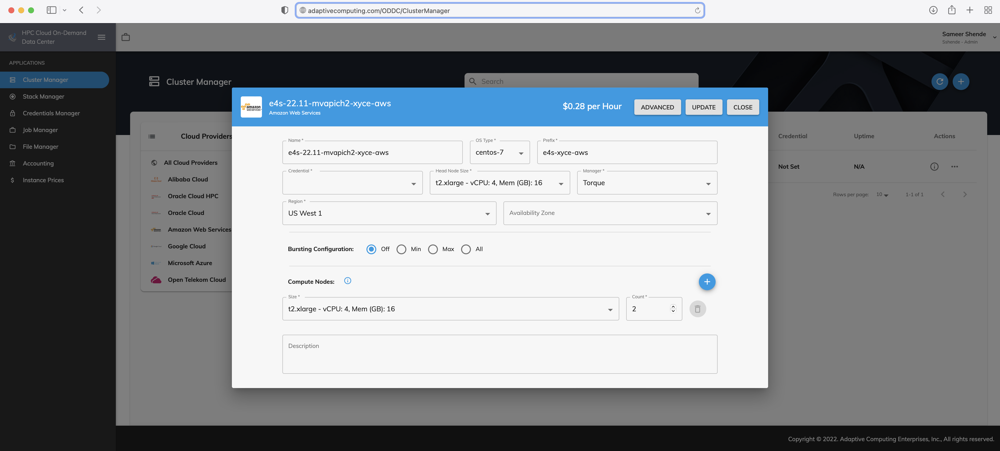 adaptivecomputing.com/ODDC/ClusterManager
HPC Cloud On-Demand
Data Center
Sameer Shende
Sshende - Admin
APPLICATIONS
Cluster Manager
Stack Manager
Credentials Manager
Job Manager
File Manager
Accounting
Instance Prices
Cluster Manager
Search
Cloud Providers
All Cloud Providers
Alibaba Cloud
Oracle Cloud HPC
Oracle Cloud
Amazon Web Services
Google Cloud
Microsoft Azure
Open Telekom Cloud
amazon
web services
e4s-22.11-mvapich2-xyce-aws
Amazon Web Services
$0.28 per Hour
ADVANCED
UPDATE
CLOSE
Name *
e4s-22.11-mvapich2-xyce-aws
OS Type *
centos-7
Prefix *
e4s-xyce-aws
Credential *
Head Node Size *
t2.xlarge - vCPU: 4, Mem (GB): 16
Manager *
Torque
Region *
US West 1
Availability Zone
Bursting Configuration:
Off
Min
Max
All
Compute Nodes:
Size *
t2.xlarge - vCPU: 4, Mem (GB): 16
Count *
2
Description
Credential
Uptime
Actions
Not Set
N/A
Rows per page:
10
1-1 of 1
Copyright © 2022. Adaptive Computing Enterprises, Inc., All rights reserved.